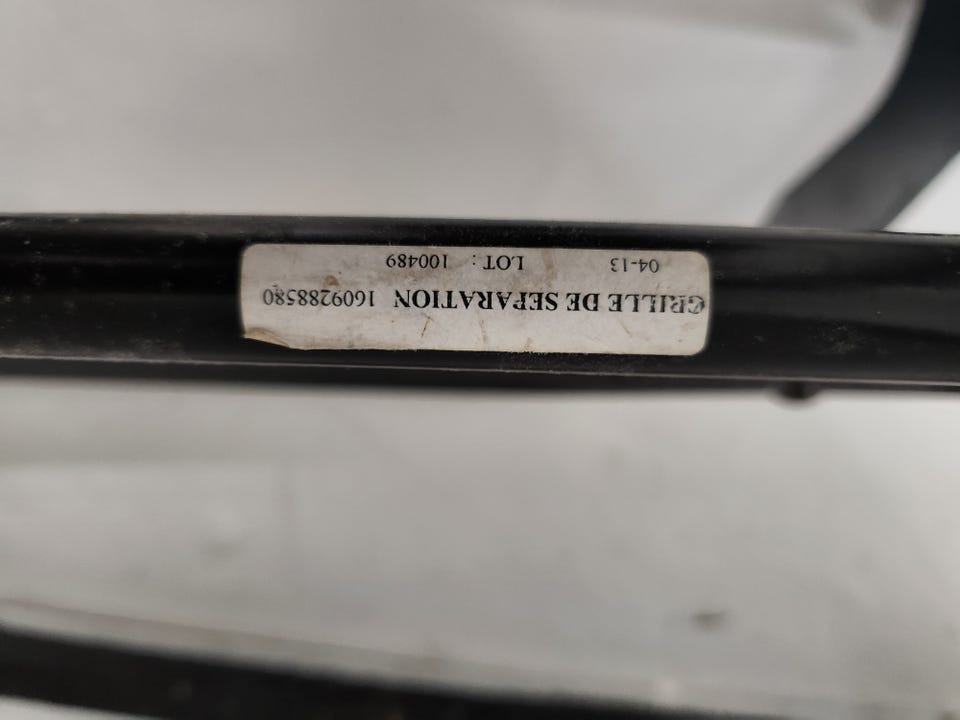 GRILLE DE SEPARATION 1609288580
04-13 LOT : 100489